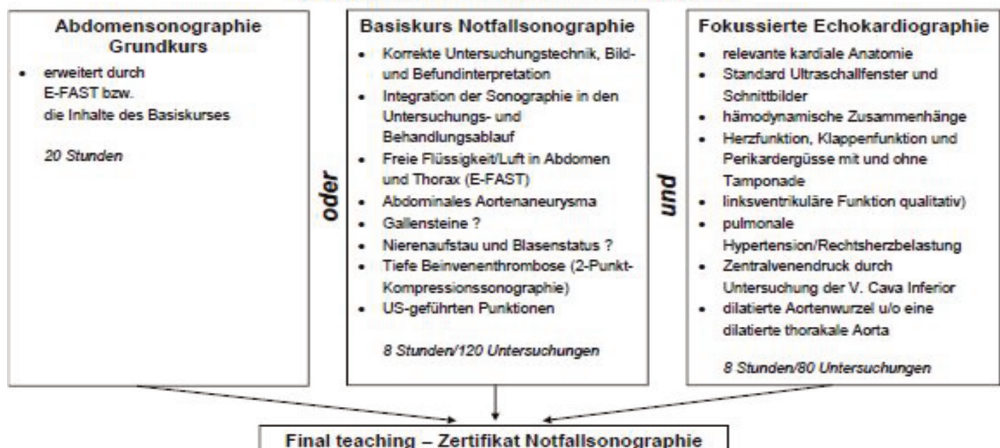 Abdomensonographie
Grundkurs
• erweitert durch
E-FAST bzw.
die Inhalte des Basiskurses
20 Stunden
oder
Basiskurs Notfallsonographie
• Korrekte Untersuchungstechnik, Bild-
und Befundinterpretation
• Integration der Sonographie in den
Untersuchungs- und
Behandlungsablauf
• Freie Flüssigkeit/Luft in Abdomen
und Thorax (E-FAST)
• Abdominales Aortenaneurysma
• Gallensteine ?
• Nierenaufstau und Blasenstatus ?
• Tiefe Beinvenenthrombose (2-Punkt-
Kompressionssonographie)
• US-geführten Punktionen
8 Stunden/120 Untersuchungen
und
Fokussierte Echokardiographie
• relevante kardiale Anatomie
• Standard Ultraschallfenster und
Schnittbilder
• hämodynamische Zusammenhänge
• Herzfunktion, Klappenfunktion und
Perikardergüsse mit und ohne
Tamponade
• linksventrikuläre Funktion qualitativ)
• pulmonale
Hypertension/Rechtsherzbelastung
• Zentralvenendruck durch
Untersuchung der V. Cava Inferior
• dilatierte Aortenwurzel u/o eine
dilatierte thorakale Aorta
8 Stunden/80 Untersuchungen
Final teaching – Zertifikat Notfallsonographie